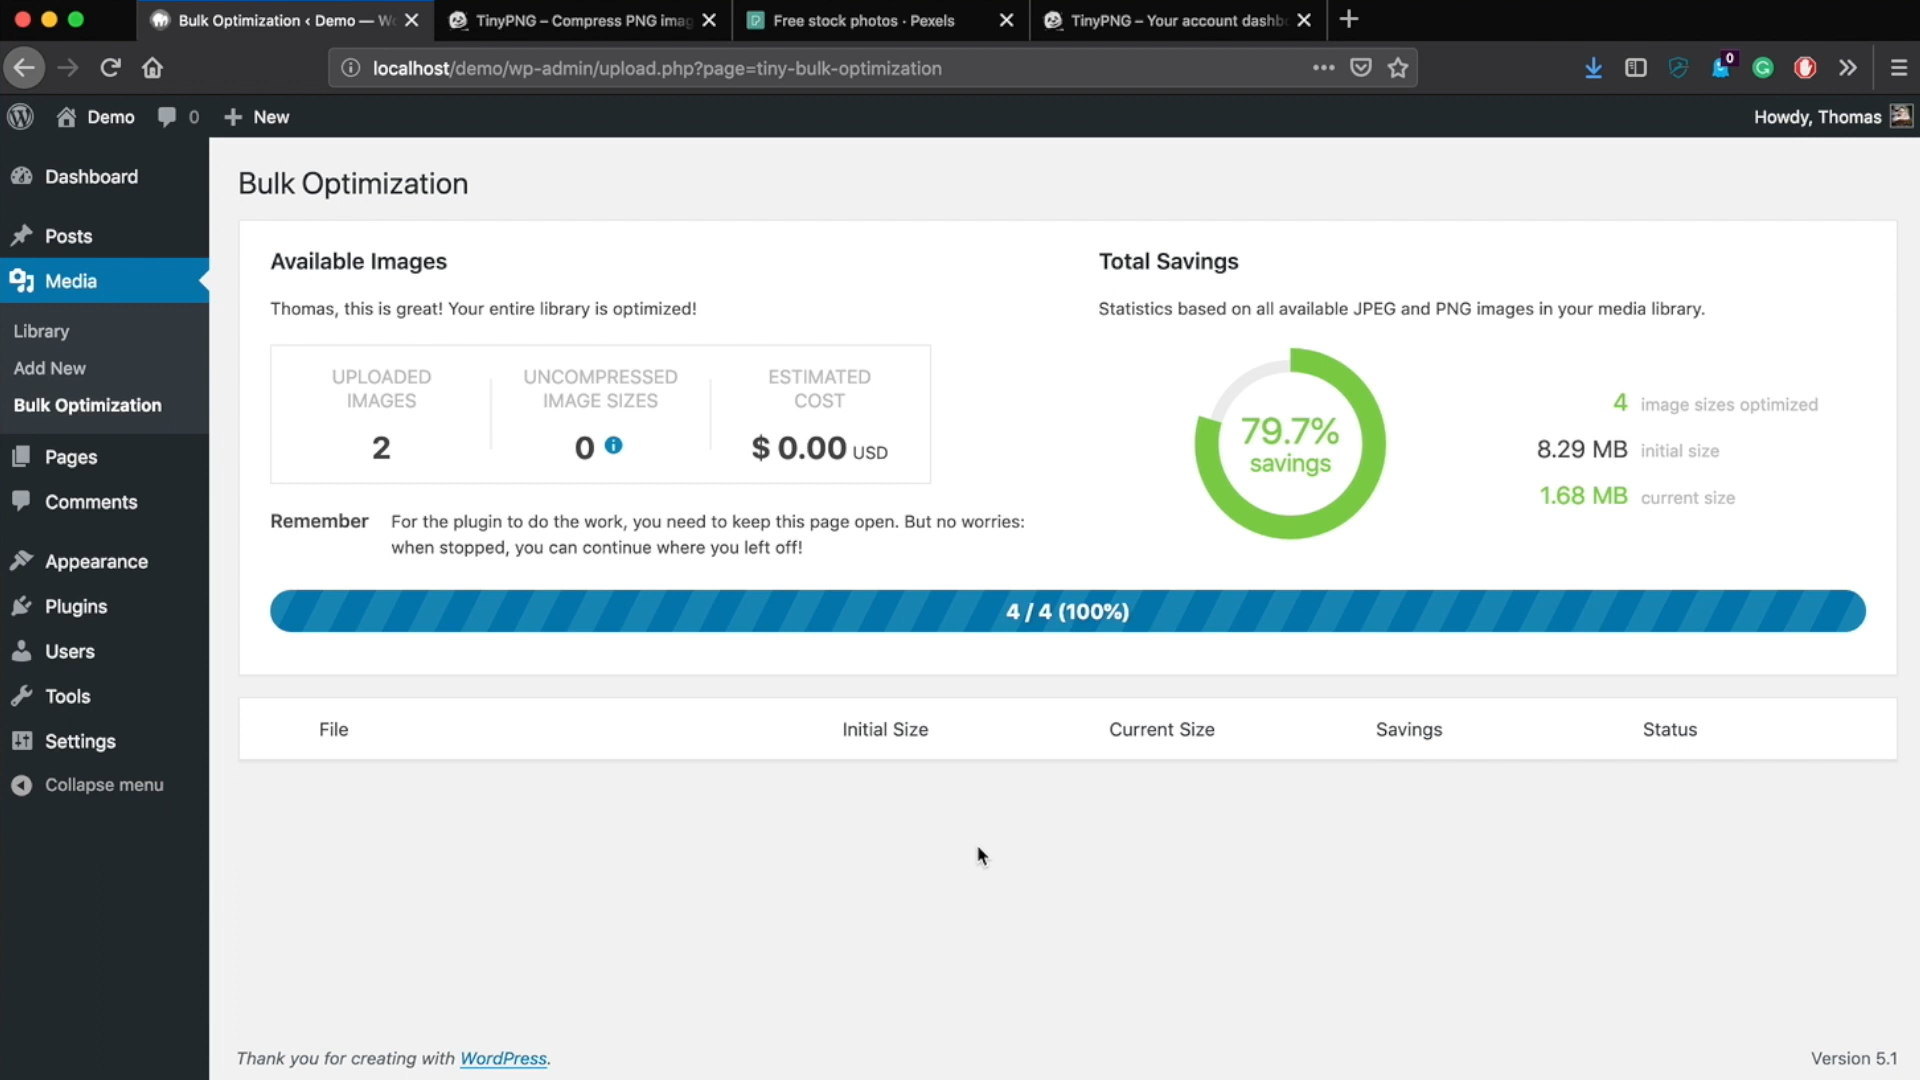 Bulk Optimization ‹ Demo — Wo
TinyPNG – Compress PNG imag
Free stock photos · Pexels
TinyPNG – Your account dashbo
localhost/demo/wp-admin/upload.php?page=tiny-bulk-optimization
0
Demo
0
New
Howdy, Thomas
Dashboard
Posts
Media
Library
Add New
Bulk Optimization
Pages
Comments
Appearance
Plugins
Users
Tools
Settings
Collapse menu
Bulk Optimization
Available Images
Thomas, this is great! Your entire library is optimized!
UPLOADED
IMAGES
2
UNCOMPRESSED
IMAGE SIZES
0
ESTIMATED
COST
$ 0.00 USD
Remember For the plugin to do the work, you need to keep this page open. But no worries:
when stopped, you can continue where you left off!
Total Savings
Statistics based on all available JPEG and PNG images in your media library.
79.7%
savings
4 image sizes optimized
8.29 MB initial size
1.68 MB current size
4 / 4 (100%)
File Initial Size Current Size Savings Status
Thank you for creating with WordPress.
Version 5.1